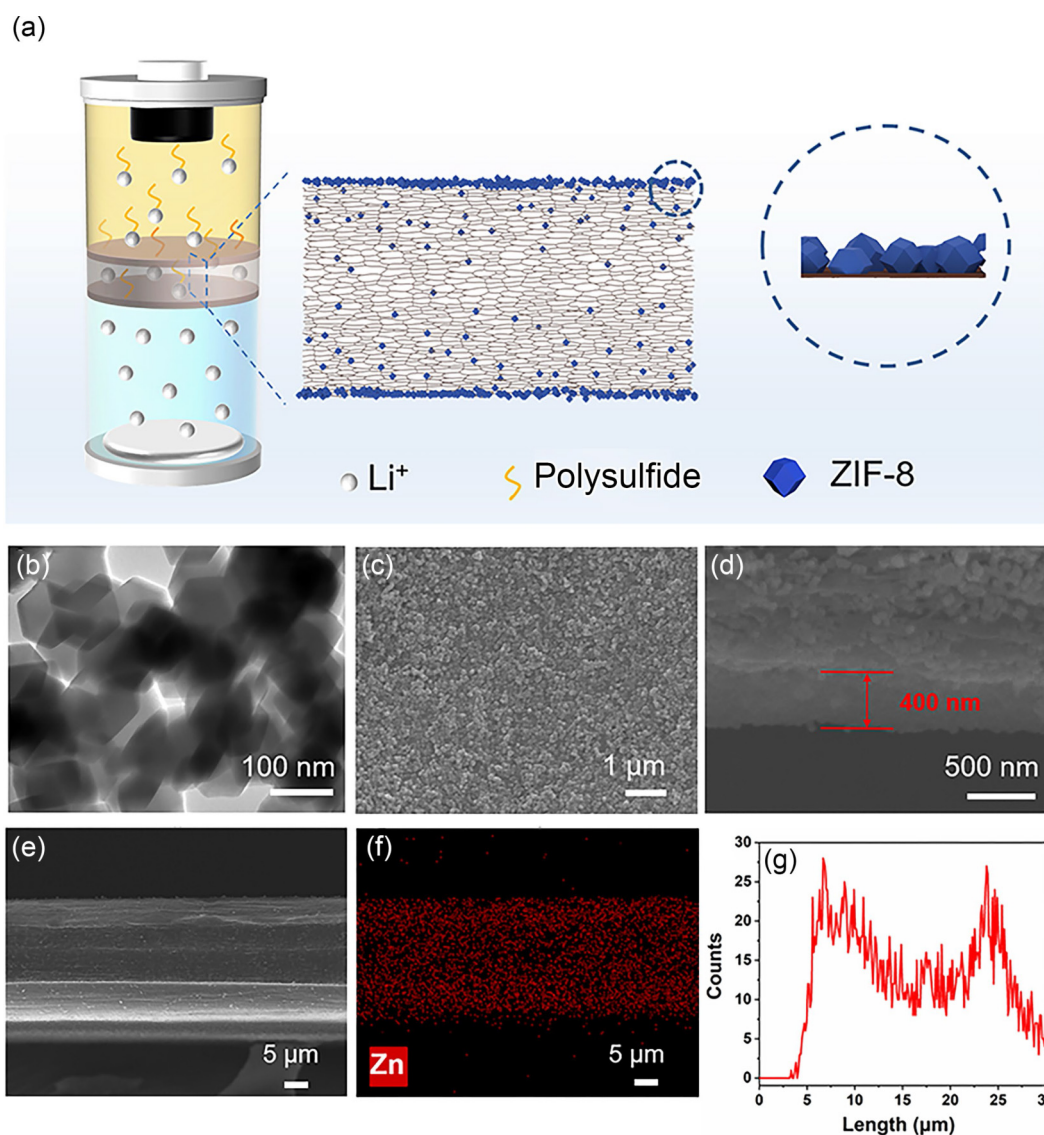 (a)
Li⁺
Polysulfide
ZIF-8
(b)
100 nm
(c)
1 μm
(d)
400 nm
500 nm
(e)
5 μm
(f)
Zn
5 μm
(g)
30
25
20
15
10
5
0
Counts
0 5 10 15 20 25
Length (μm)